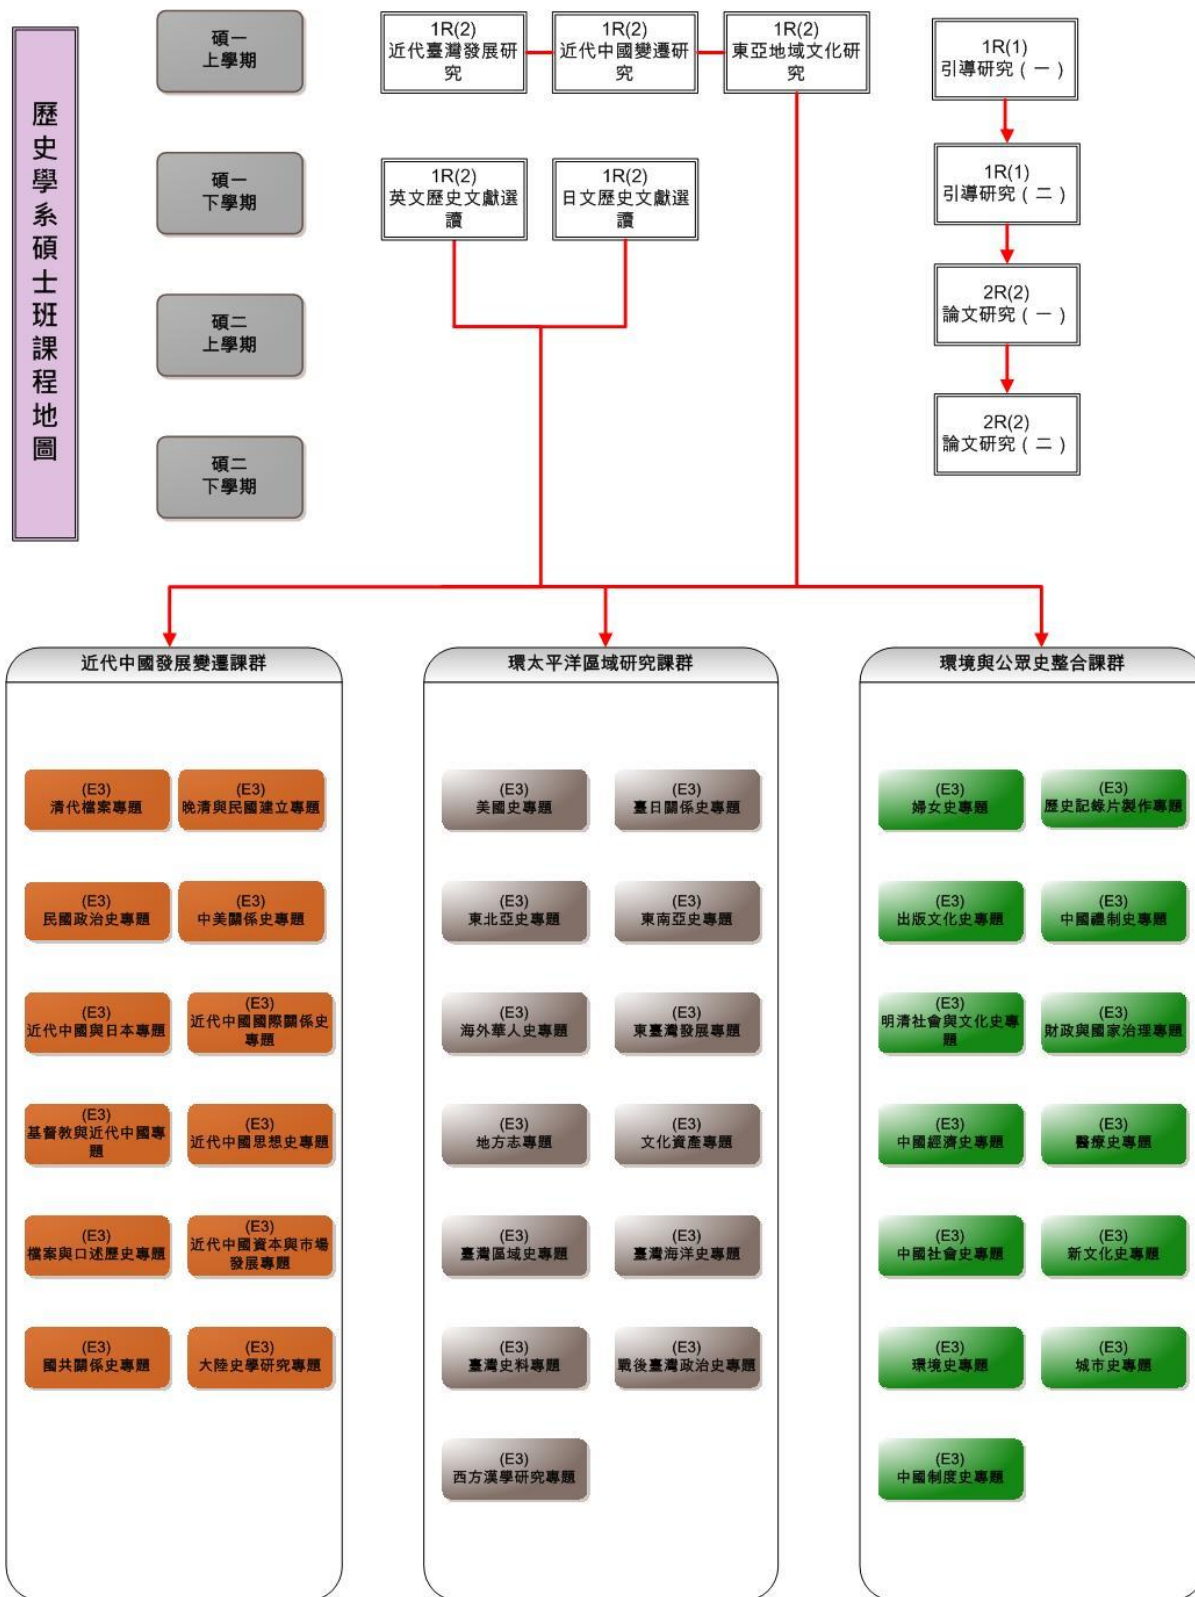 歷史學系碩士班課程地圖
碩一
上學期
1R(2)
近代臺灣發展研
究
1R(2)
近代中國變遷研
究
1R(2)
東亞地域文化研
究
1R(1)
引導研究（一）
碩一
下學期
1R(2)
英文歷史文獻選
讀
1R(2)
日文歷史文獻選
讀
1R(1)
引導研究（二）
碩二
上學期
2R(2)
論文研究（一）
碩二
下學期
2R(2)
論文研究（二）
近代中國發展變遷課群
(E3)
清代檔案專題
(E3)
晚清與民國建立專題
(E3)
民國政治史專題
(E3)
中美關係史專題
(E3)
近代中國與日本專題
(E3)
近代中國國際關係史
專題
(E3)
基督教與近代中國專
題
(E3)
近代中國思想史專題
(E3)
檔案與口述歷史專題
(E3)
近代中國資本與市場
發展專題
(E3)
國共關係史專題
(E3)
大陸史學研究專題
環太平洋區域研究課群
(E3)
美國史專題
(E3)
臺日關係史專題
(E3)
東北亞史專題
(E3)
東南亞史專題
(E3)
海外華人史專題
(E3)
東臺灣發展專題
(E3)
地方志專題
(E3)
文化資產專題
(E3)
臺灣區域史專題
(E3)
臺灣海洋史專題
(E3)
臺灣史料專題
(E3)
戰後臺灣政治史專題
(E3)
西方漢學研究專題
環境與公眾史整合課群
(E3)
婦女史專題
(E3)
歷史記錄片製作專題
(E3)
出版文化史專題
(E3)
中國禮制史專題
(E3)
明清社會與文化史專
題
(E3)
財政與國家治理專題
(E3)
中國經濟史專題
(E3)
醫療史專題
(E3)
中國社會史專題
(E3)
新文化史專題
(E3)
環境史專題
(E3)
城市史專題
(E3)
中國制度史專題